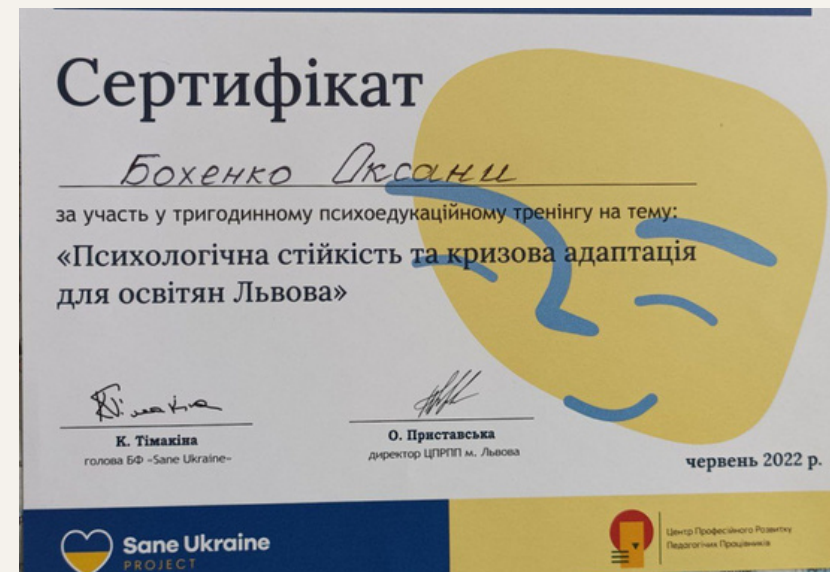 Сертифікат
Бохенко Оксани
за участь у тригодинному психоедукаційному тренінгу на тему:
«Психологічна стійкість та кризова адаптація
для освітян Львова»
К. Тімакіна
голова БФ «Sane Ukraine»
О. Приставська
директор ЦПРПП м. Львова
червень 2022 р.
Sane Ukraine
PROJECT
Центр Професійного Розвитку
Педагогічних Працівників